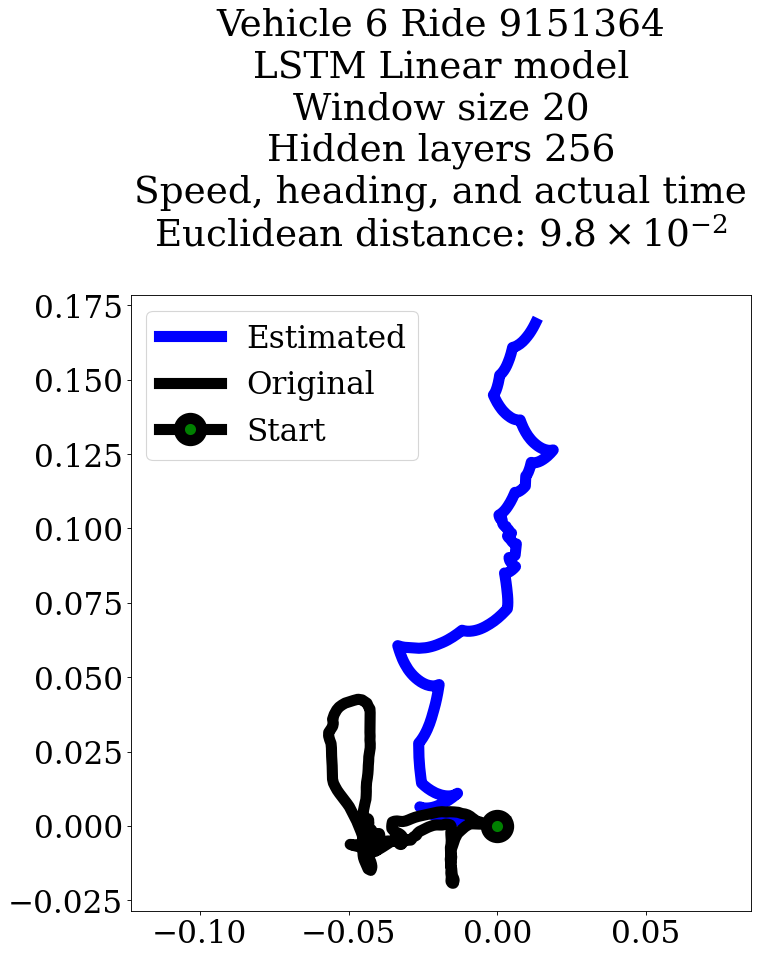 Vehicle 6 Ride 9151364
LSTM Linear model
Window size 20
Hidden layers 256
Speed, heading, and actual time
Euclidean distance: 9.8 × 10⁻²
0.175
0.150
0.125
0.100
0.075
0.050
0.025
0.000
−0.025
Estimated
Original
Start
−0.10
−0.05
0.00
0.05